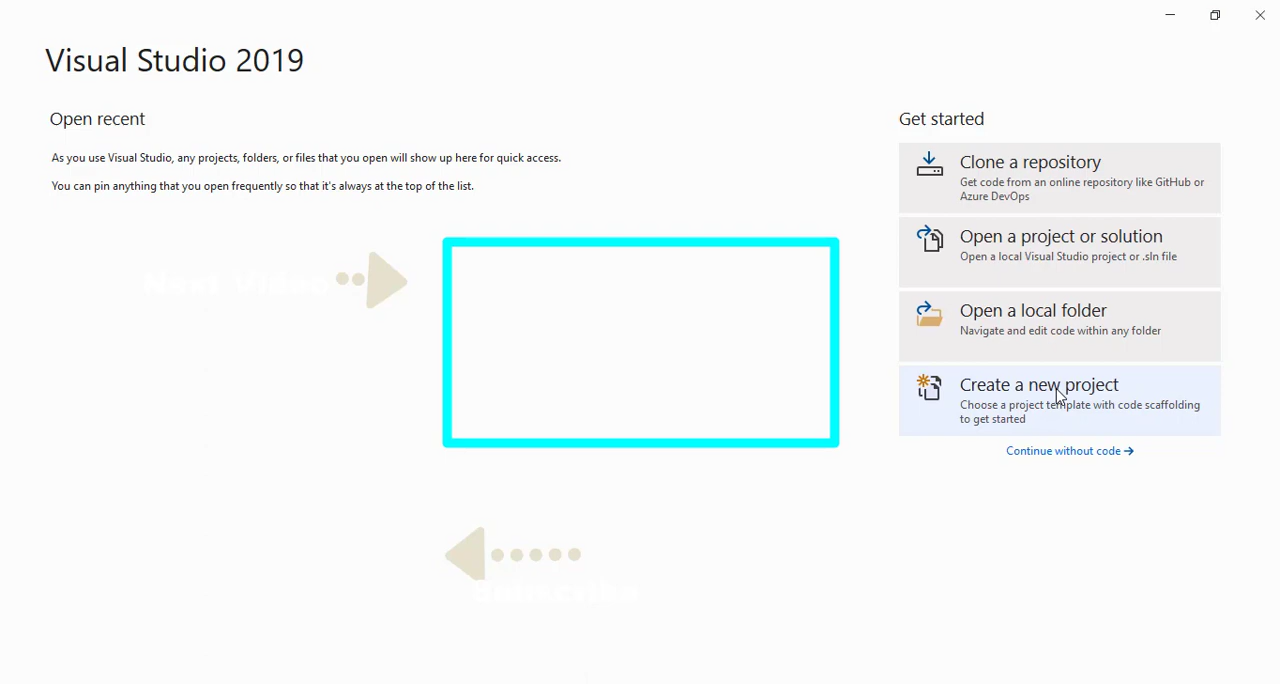 Visual Studio 2019
Open recent
As you use Visual Studio, any projects, folders, or files that you open will show up here for quick access.
You can pin anything that you open frequently so that it's always at the top of the list.
Next Video
Subscribe
Get started
Clone a repository
Get code from an online repository like GitHub or
Azure DevOps
Open a project or solution
Open a local Visual Studio project or .sln file
Open a local folder
Navigate and edit code within any folder
Create a new project
Choose a project template with code scaffolding
to get started
Continue without code